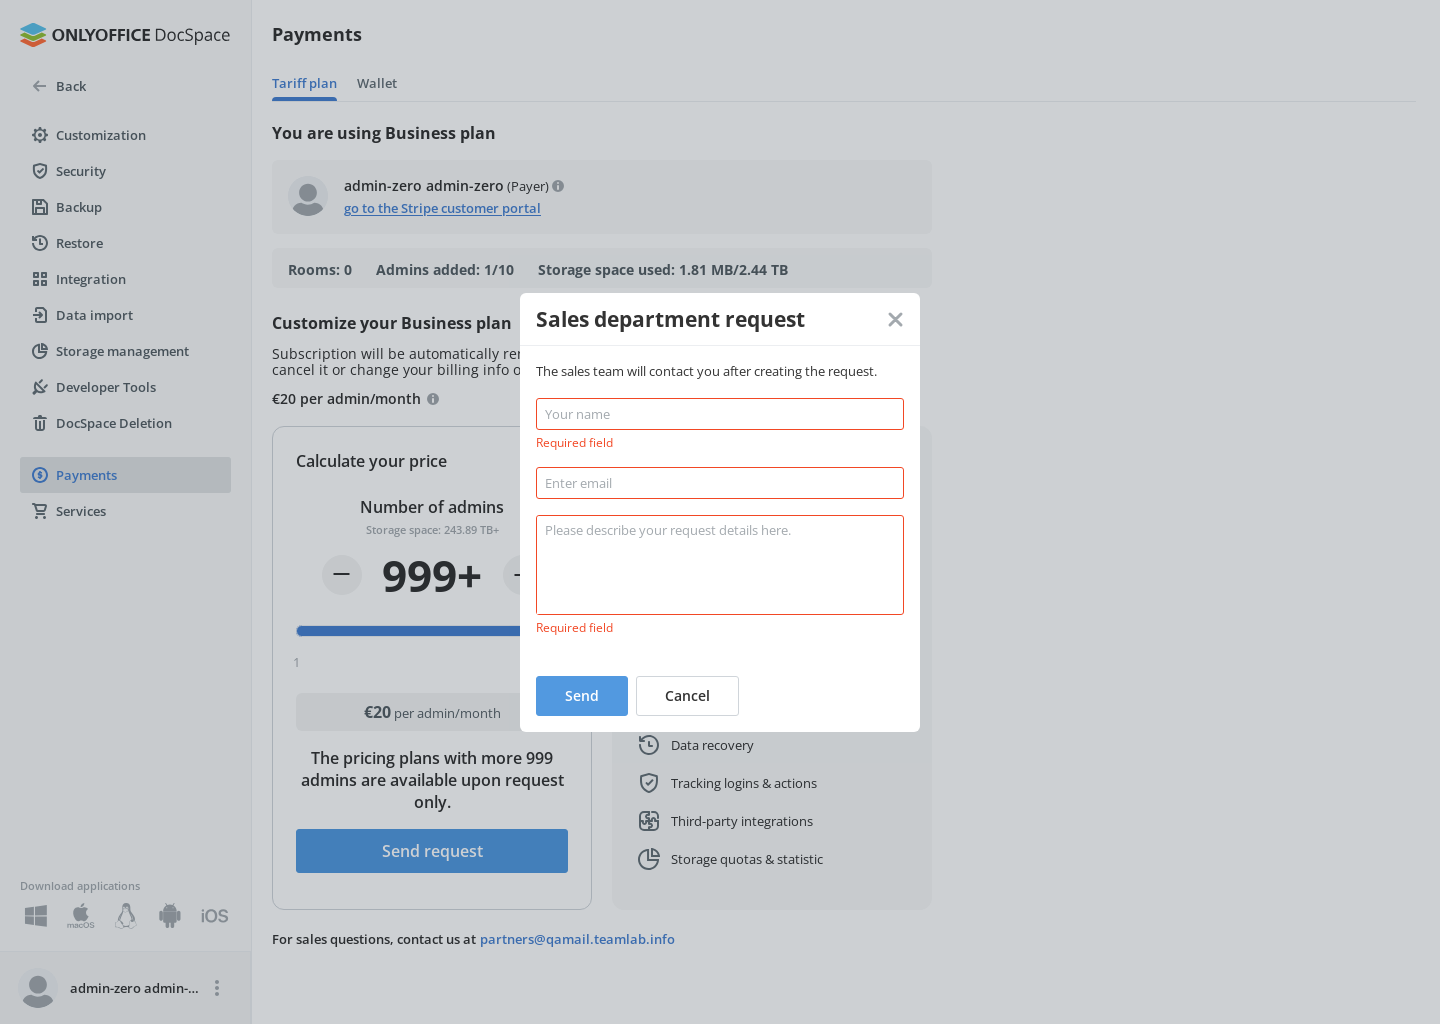 ONLYOFFICE DocSpace
Back
Customization
Security
Backup
Restore
Integration
Data import
Storage management
Developer Tools
DocSpace Deletion
Payments
Services
Download applications
macOS
iOS
admin-zero admin-...
Payments
Tariff plan
Wallet
You are using Business plan
admin-zero admin-zero (Payer)
go to the Stripe customer portal
Rooms: 0
Admins added: 1/10
Storage space used: 1.81 MB/2.44 TB
Customize your Business plan
Subscription will be automatically
cancel it or change your billing info
€20 per admin/month
Calculate your price
Number of admins
Storage space: 243.89 TB+
999+
1
€20 per admin/month
The pricing plans with more 999
admins are available upon request
only.
Send request
Data recovery
Tracking logins & actions
Third-party integrations
Storage quotas & statistic
For sales questions, contact us at partners@qamail.teamlab.info
Sales department request
The sales team will contact you after creating the request.
Your name
Required field
Enter email
Please describe your request details here.
Required field
Send
Cancel